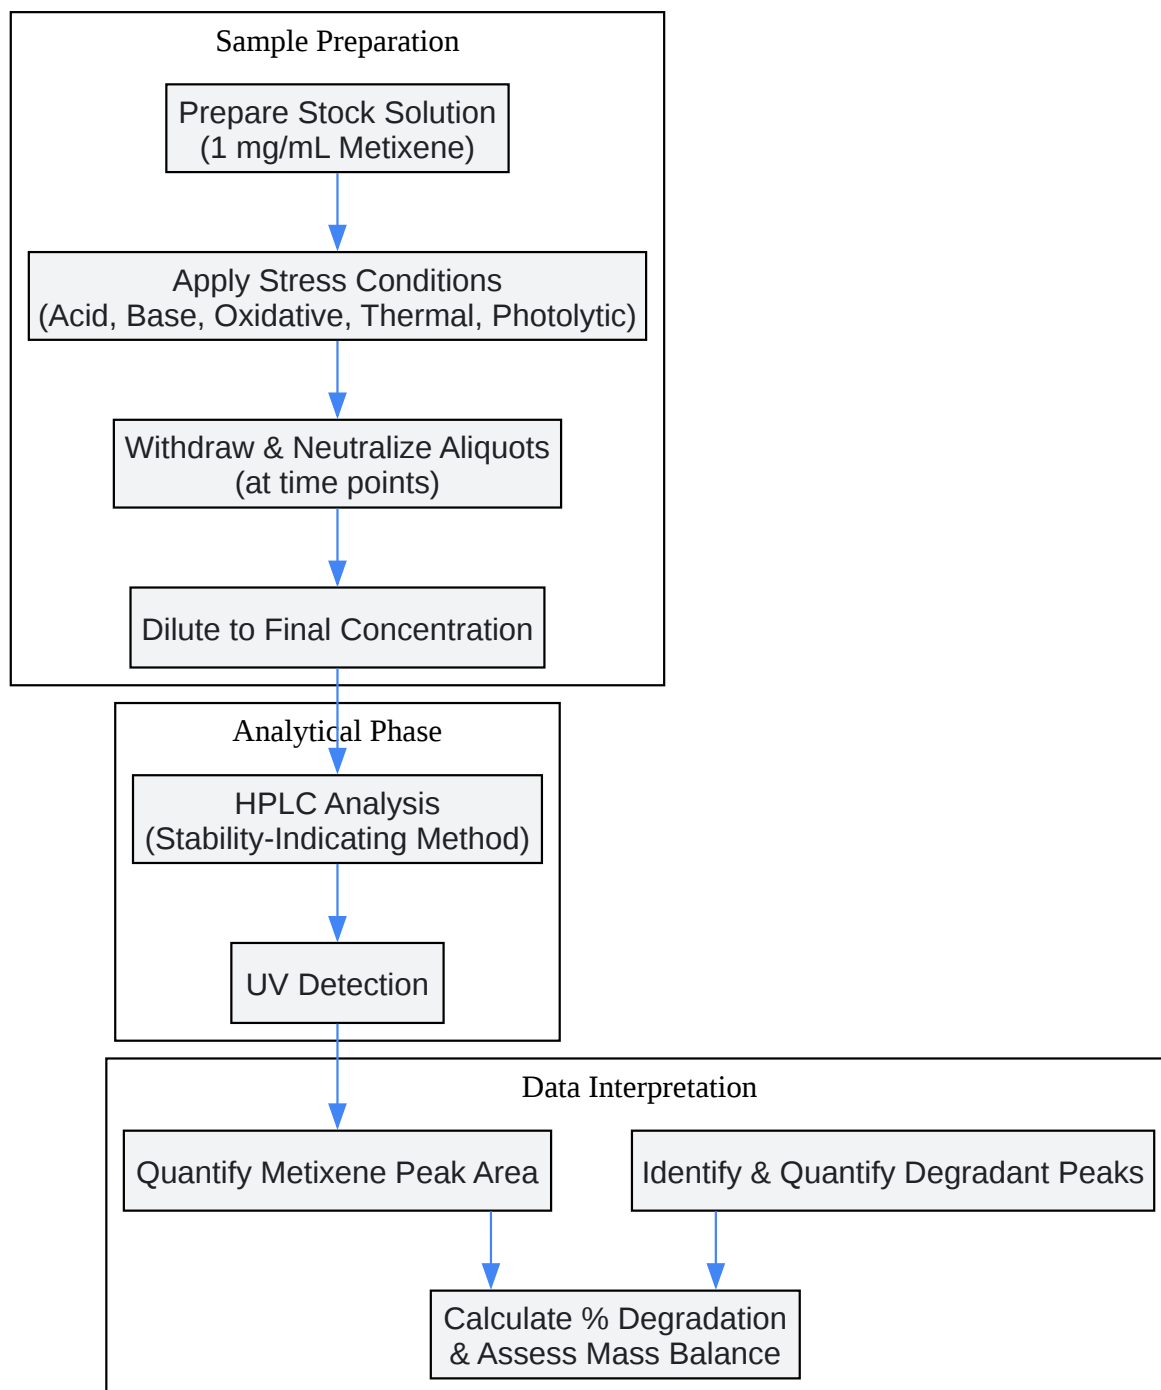 Sample Preparation
Prepare Stock Solution
(1 mg/mL Metixene)
Apply Stress Conditions
(Acid, Base, Oxidative, Thermal, Photolytic)
Withdraw & Neutralize Aliquots
(at time points)
Dilute to Final Concentration
Analytical Phase
HPLC Analysis
(Stability-Indicating Method)
UV Detection
Data Interpretation
Quantify Metixene Peak Area
Identify & Quantify Degradant Peaks
Calculate % Degradation
& Assess Mass Balance